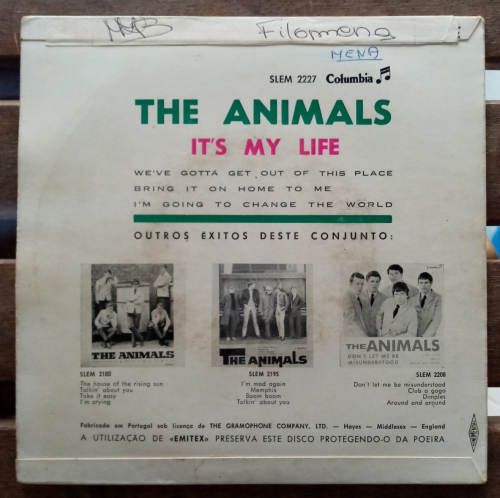 MMB Filomena
MENA
SLEM 2227 Columbia
THE ANIMALS
IT'S MY LIFE
WE'VE GOTTA GET OUT OF THIS PLACE
BRING IT ON HOME TO ME
I'M GOING TO CHANGE THE WORLD
OUTROS ÊXITOS DESTE CONJUNTO:
THE ANIMALS
THE ANIMALS
THE ANIMALS
DON'T LET ME BE
MISUNDERSTOOD
SLEM 2180
The house of the rising sun
Talkin' about you
Take it easy
I'm crying
SLEM 2195
I'm mad again
Memphis
Boom boom
Talkin' about you
SLEM 2208
Don't let me be misunderstood
Club a gogo
Dimples
Around and around
Fabricado em Portugal sob licença de THE GRAMOPHONE COMPANY, LTD. — Hayes — Middlesex — England
A UTILIZAÇÃO DE «EMITEX» PRESERVA ESTE DISCO PROTEGENDO-O DA POEIRA